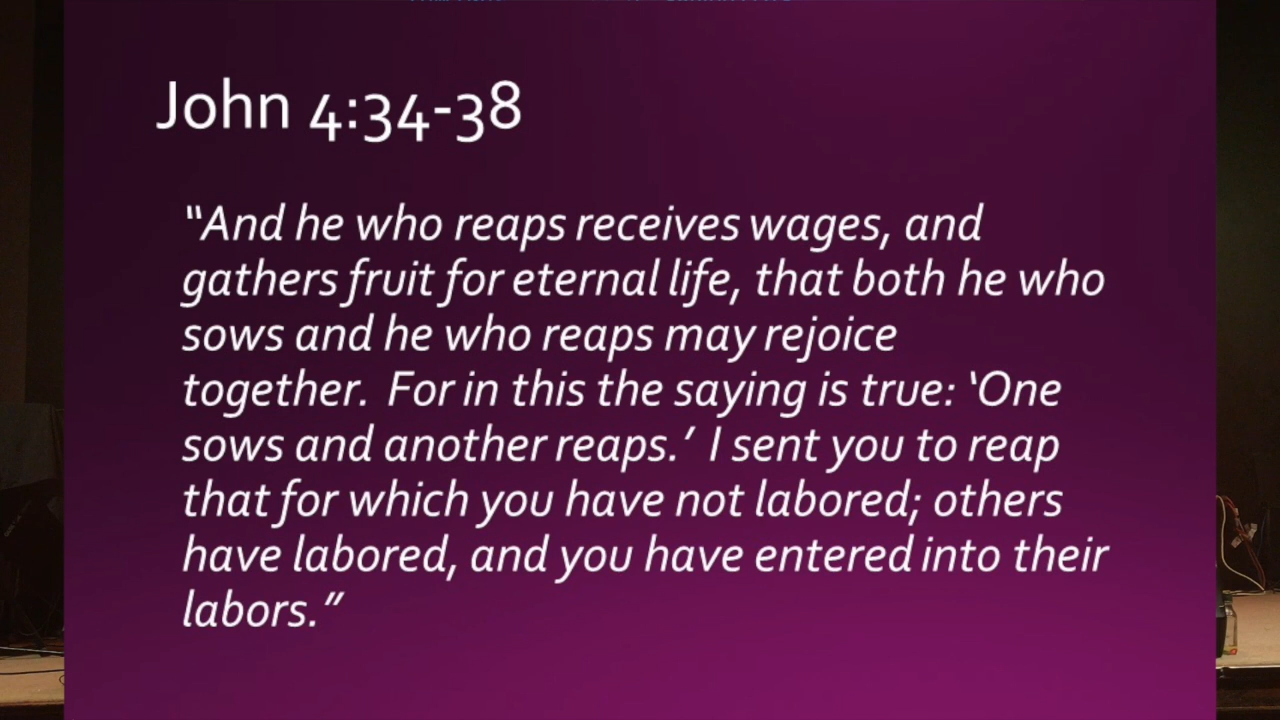 John 4:34-38
“And he who reaps receives wages, and
gathers fruit for eternal life, that both he who
sows and he who reaps may rejoice
together. For in this the saying is true: ‘One
sows and another reaps.’ I sent you to reap
that for which you have not labored; others
have labored, and you have entered into their
labors.”